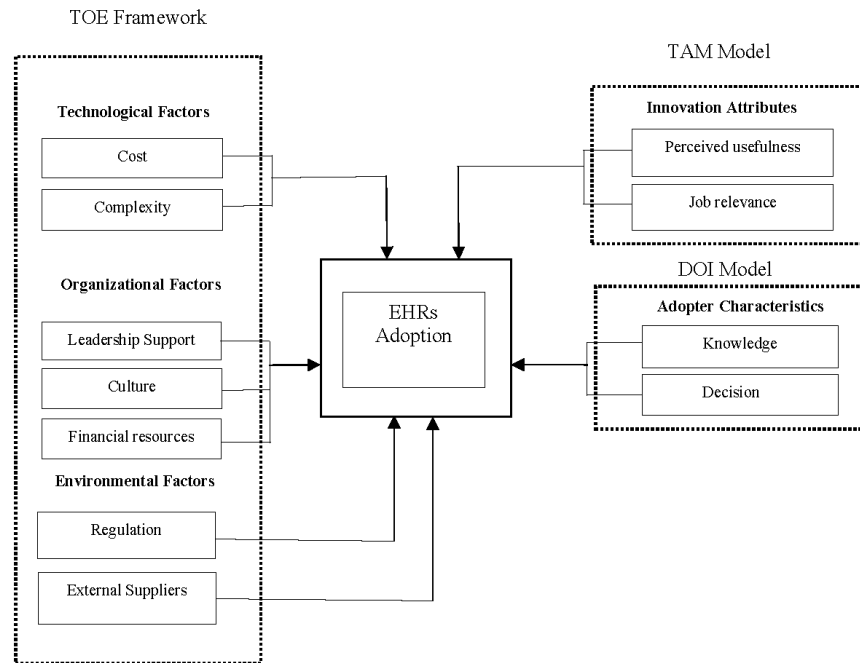 TOE Framework
Technological Factors
Cost
Complexity
Organizational Factors
Leadership Support
Culture
Financial resources
Environmental Factors
Regulation
External Suppliers
EHRs
Adoption
TAM Model
Innovation Attributes
Perceived usefulness
Job relevance
DOI Model
Adopter Characteristics
Knowledge
Decision